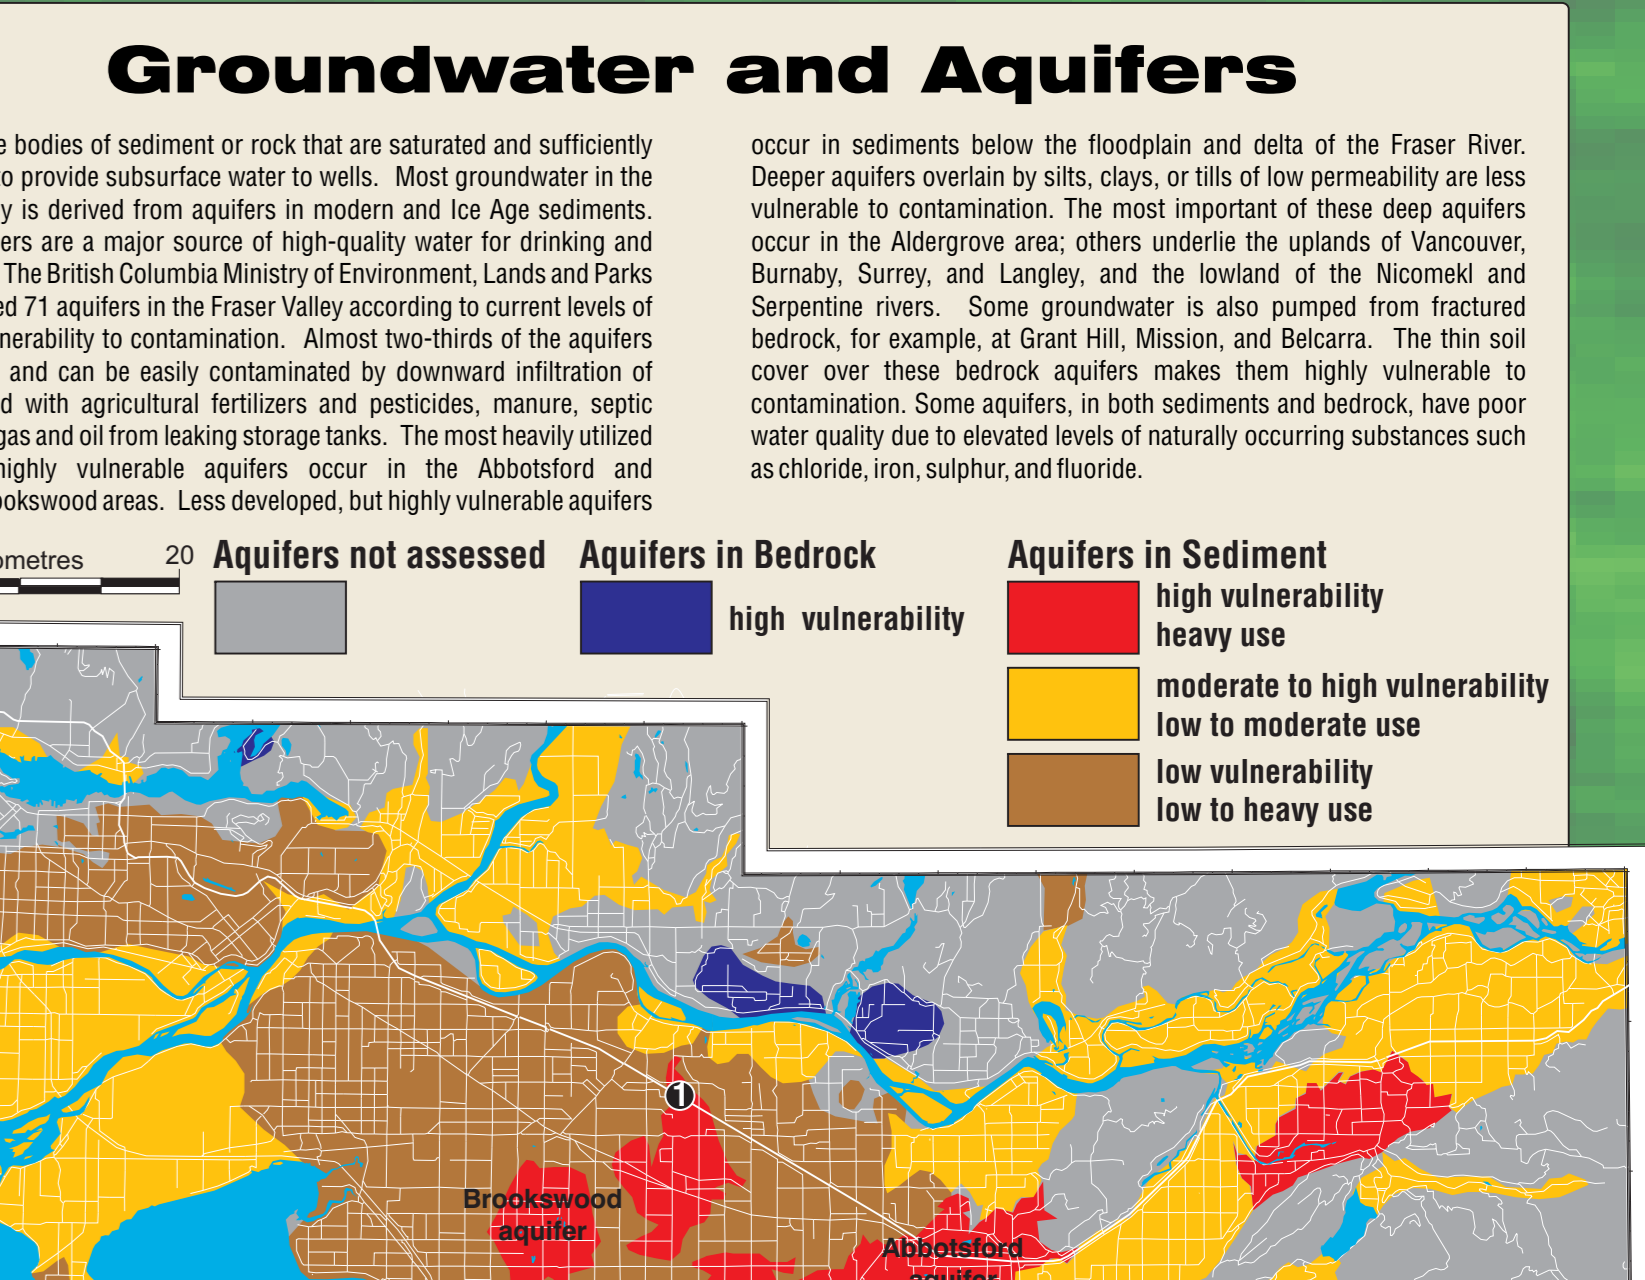 Groundwater and Aquifers
bodies of sediment or rock that are saturated and sufficiently
to provide subsurface water to wells. Most groundwater in the
y is derived from aquifers in modern and Ice Age sediments.
ers are a major source of high-quality water for drinking and
The British Columbia Ministry of Environment, Lands and Parks
ed 71 aquifers in the Fraser Valley according to current levels of
nerability to contamination. Almost two-thirds of the aquifers
and can be easily contaminated by downward infiltration of
d with agricultural fertilizers and pesticides, manure, septic
gas and oil from leaking storage tanks. The most heavily utilized
highly vulnerable aquifers occur in the Abbotsford and
ookswood areas. Less developed, but highly vulnerable aquifers
occur in sediments below the floodplain and delta of the Fraser River.
Deeper aquifers overlain by silts, clays, or tills of low permeability are less
vulnerable to contamination. The most important of these deep aquifers
occur in the Aldergrove area; others underlie the uplands of Vancouver,
Burnaby, Surrey, and Langley, and the lowland of the Nicomekl and
Serpentine rivers. Some groundwater is also pumped from fractured
bedrock, for example, at Grant Hill, Mission, and Belcarra. The thin soil
cover over these bedrock aquifers makes them highly vulnerable to
contamination. Some aquifers, in both sediments and bedrock, have poor
water quality due to elevated levels of naturally occurring substances such
as chloride, iron, sulphur, and fluoride.
ometres 20
Aquifers not assessed
Aquifers in Bedrock
high vulnerability
Aquifers in Sediment
high vulnerability
heavy use
moderate to high vulnerability
low to moderate use
low vulnerability
low to heavy use
1
Brookswood
aquifer
Abbotsford
aquifer